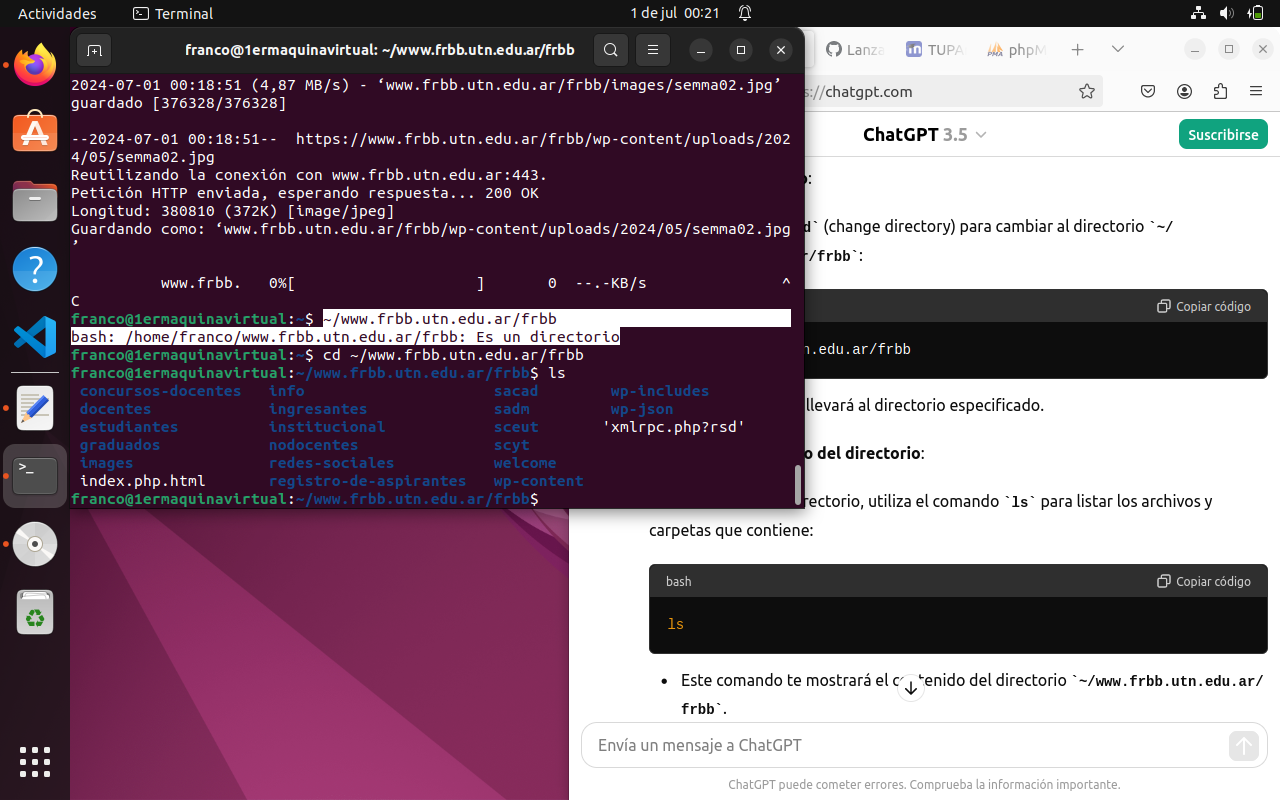 Actividades
Terminal
1 de jul 00:21
franco@1ermaquinavirtual: ~/www.frbb.utn.edu.ar/frbb
2024-07-01 00:18:51 (4,87 MB/s) - ‘www.frbb.utn.edu.ar/frbb/images/semma02.jpg’
guardado [376328/376328]
--2024-07-01 00:18:51-- https://www.frbb.utn.edu.ar/frbb/wp-content/uploads/202
4/05/semma02.jpg
Reutilizando la conexión con www.frbb.utn.edu.ar:443.
Petición HTTP enviada, esperando respuesta... 200 OK
Longitud: 380810 (372K) [image/jpeg]
Guardando como: ‘www.frbb.utn.edu.ar/frbb/wp-content/uploads/2024/05/semma02.jpg
’
www.frbb. 0%[ ] 0 --.-KB/s ^
C
franco@1ermaquinavirtual:~$ ~/www.frbb.utn.edu.ar/frbb
bash: /home/franco/www.frbb.utn.edu.ar/frbb: Es un directorio
franco@1ermaquinavirtual:~$ cd ~/www.frbb.utn.edu.ar/frbb
franco@1ermaquinavirtual:~/www.frbb.utn.edu.ar/frbb$ ls
concursos-docentes info sacad wp-includes
docentes ingresantes sadm wp-json
estudiantes institucional sceut 'xmlrpc.php?rsd'
graduados nodocentes scyt
images redes-sociales welcome
index.php.html registro-de-aspirantes wp-content
franco@1ermaquinavirtual:~/www.frbb.utn.edu.ar/frbb$
Lanza
in TUPA
PMA phpM
://chatgpt.com
ChatGPT 3.5
Suscribirse
:
` (change directory) para cambiar al directorio `~/
/frbb`:
Copiar código
.edu.ar/frbb
llevará al directorio especificado.
o del directorio:
rectorio, utiliza el comando `ls` para listar los archivos y
carpetas que contiene:
bash
Copiar código
ls
• Este comando te mostrará el contenido del directorio `~/www.frbb.utn.edu.ar/
frbb`.
Envía un mensaje a ChatGPT
ChatGPT puede cometer errores. Comprueba la información importante.